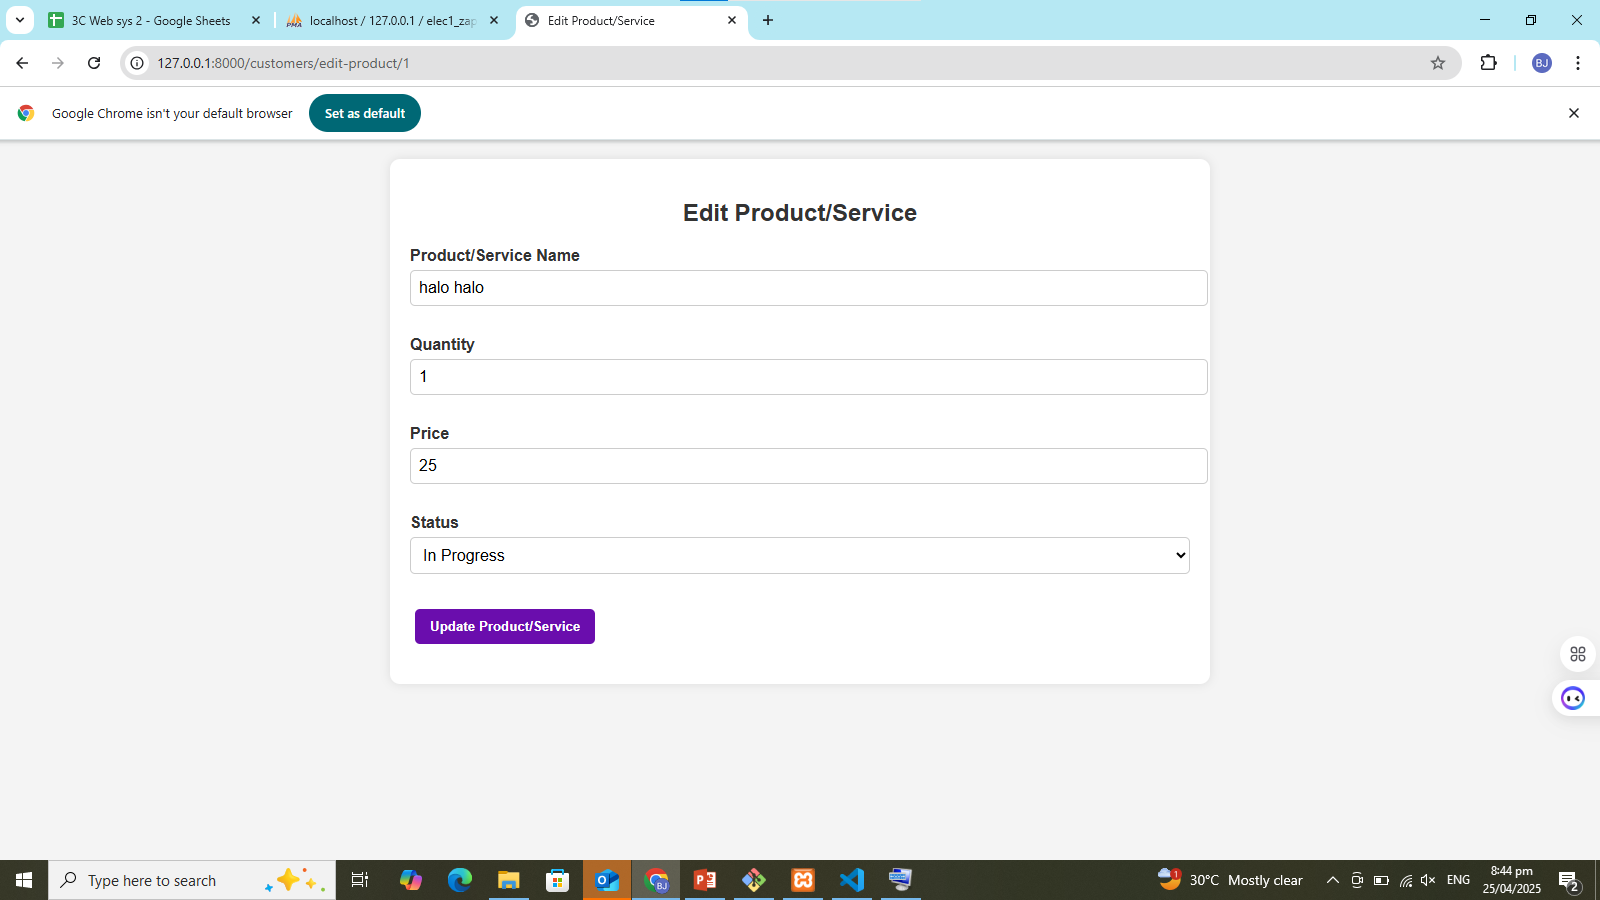 3C Web sys 2 - Google Sheets
localhost / 127.0.0.1 / elec1_zap
Edit Product/Service
127.0.0.1:8000/customers/edit-product/1
BJ
Google Chrome isn't your default browser
Set as default
Edit Product/Service
Product/Service Name
halo halo
Quantity
1
Price
25
Status
In Progress
Update Product/Service
Type here to search
1
30°C Mostly clear
ENG
8:44 pm
25/04/2025
2